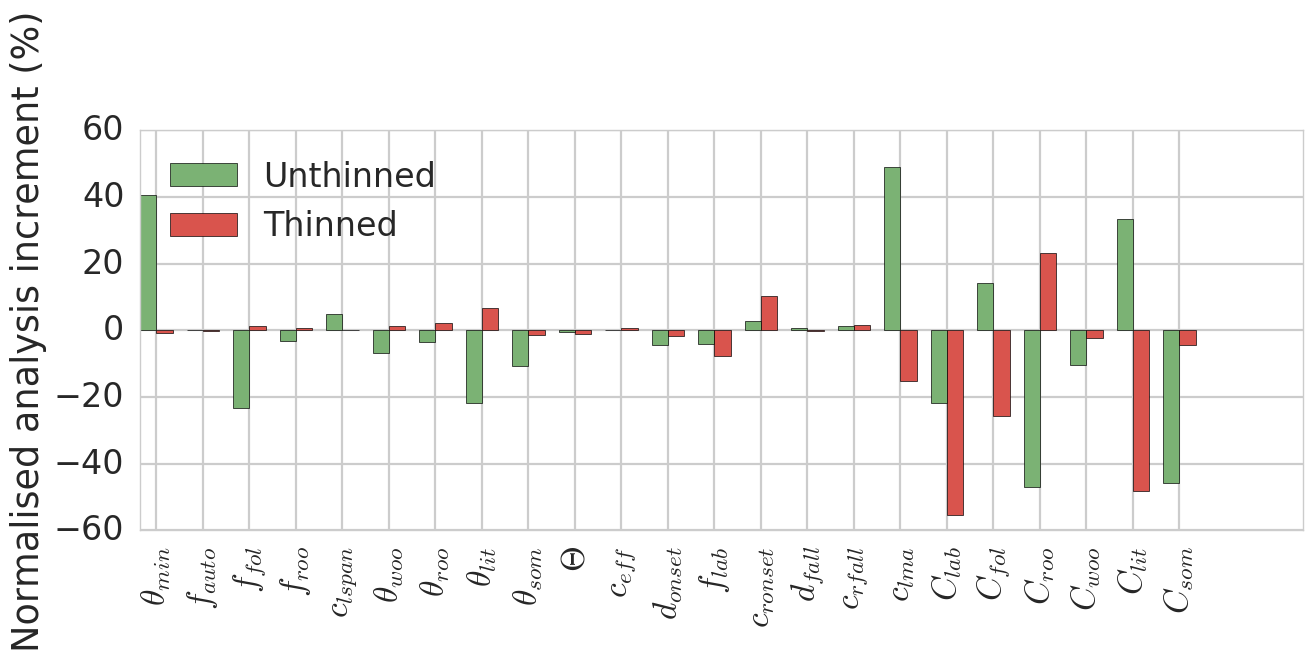 Normalised analysis increment (%)
60
40
20
0
−20
−40
−60
Unthinned
Thinned
θmin
fauto
ffol
froo
clspan
θwoo
θroo
θlit
θsom
Θ
ceff
donset
flab
cronset
dfall
crfall
clma
Clab
Cfol
Croo
Cwoo
Clit
Csom